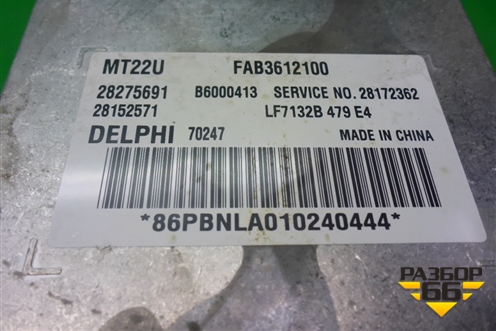 MT22U FAB3612100
28275691 B6000413 SERVICE NO. 28172362
28152571 LF7132B 479 E4
DELPHI 70247 MADE IN CHINA
*86PBNLA010240444*
РАЗБОР
66